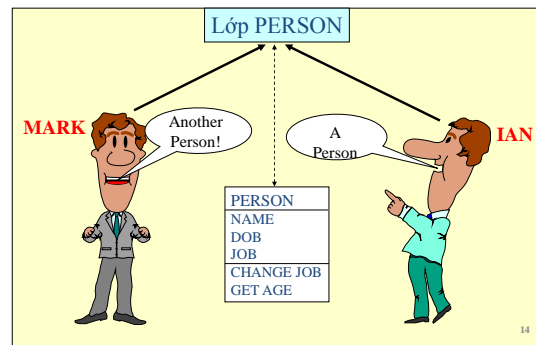 Lớp PERSON
MARK
Another
Person!
A
Person
IAN
PERSON
NAME
DOB
JOB
CHANGE JOB
GET AGE
14